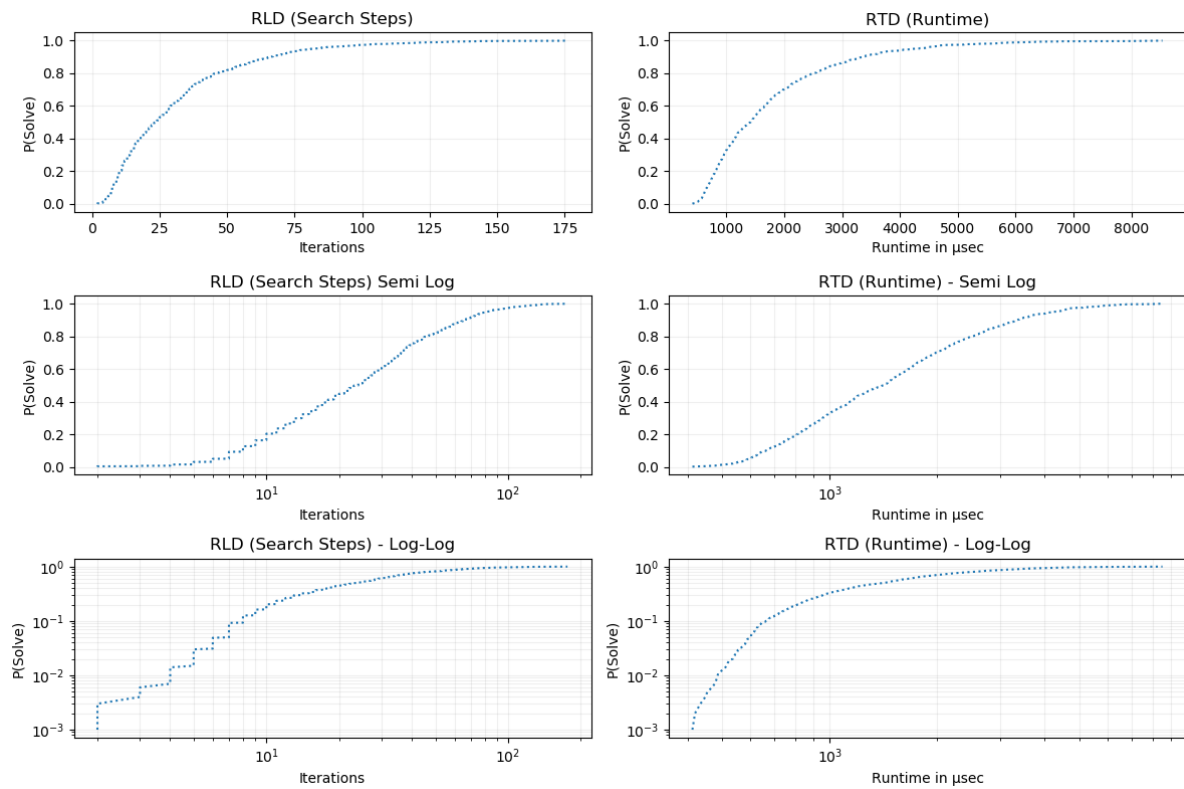 RLD (Search Steps)
P(Solve)
1.0
0.8
0.6
0.4
0.2
0.0
0 25 50 75 100 125 150 175
Iterations
RTD (Runtime)
P(Solve)
1.0
0.8
0.6
0.4
0.2
0.0
1000 2000 3000 4000 5000 6000 7000 8000
Runtime in µsec
RLD (Search Steps) Semi Log
P(Solve)
1.0
0.8
0.6
0.4
0.2
0.0
10¹ 10²
Iterations
RTD (Runtime) - Semi Log
P(Solve)
1.0
0.8
0.6
0.4
0.2
0.0
10³
Runtime in µsec
RLD (Search Steps) - Log-Log
P(Solve)
10⁰
10⁻¹
10⁻²
10⁻³
10¹ 10²
Iterations
RTD (Runtime) - Log-Log
P(Solve)
10⁰
10⁻¹
10⁻²
10⁻³
10³
Runtime in µsec